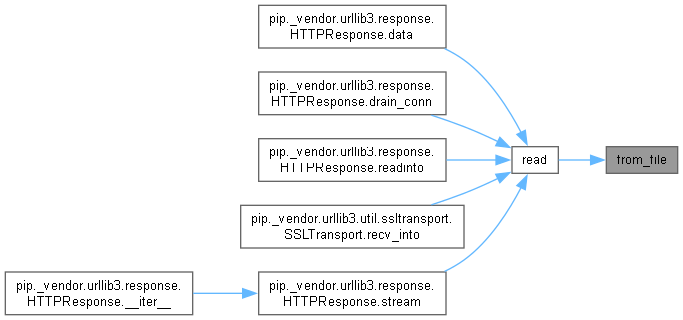 pip._vendor.urllib3.response.
HTTPResponse.data
pip._vendor.urllib3.response.
HTTPResponse.drain_conn
pip._vendor.urllib3.response.
HTTPResponse.readinto
read
from_file
pip._vendor.urllib3.util.ssltransport.
SSLTransport.recv_into
pip._vendor.urllib3.response.
HTTPResponse.__iter__
pip._vendor.urllib3.response.
HTTPResponse.stream